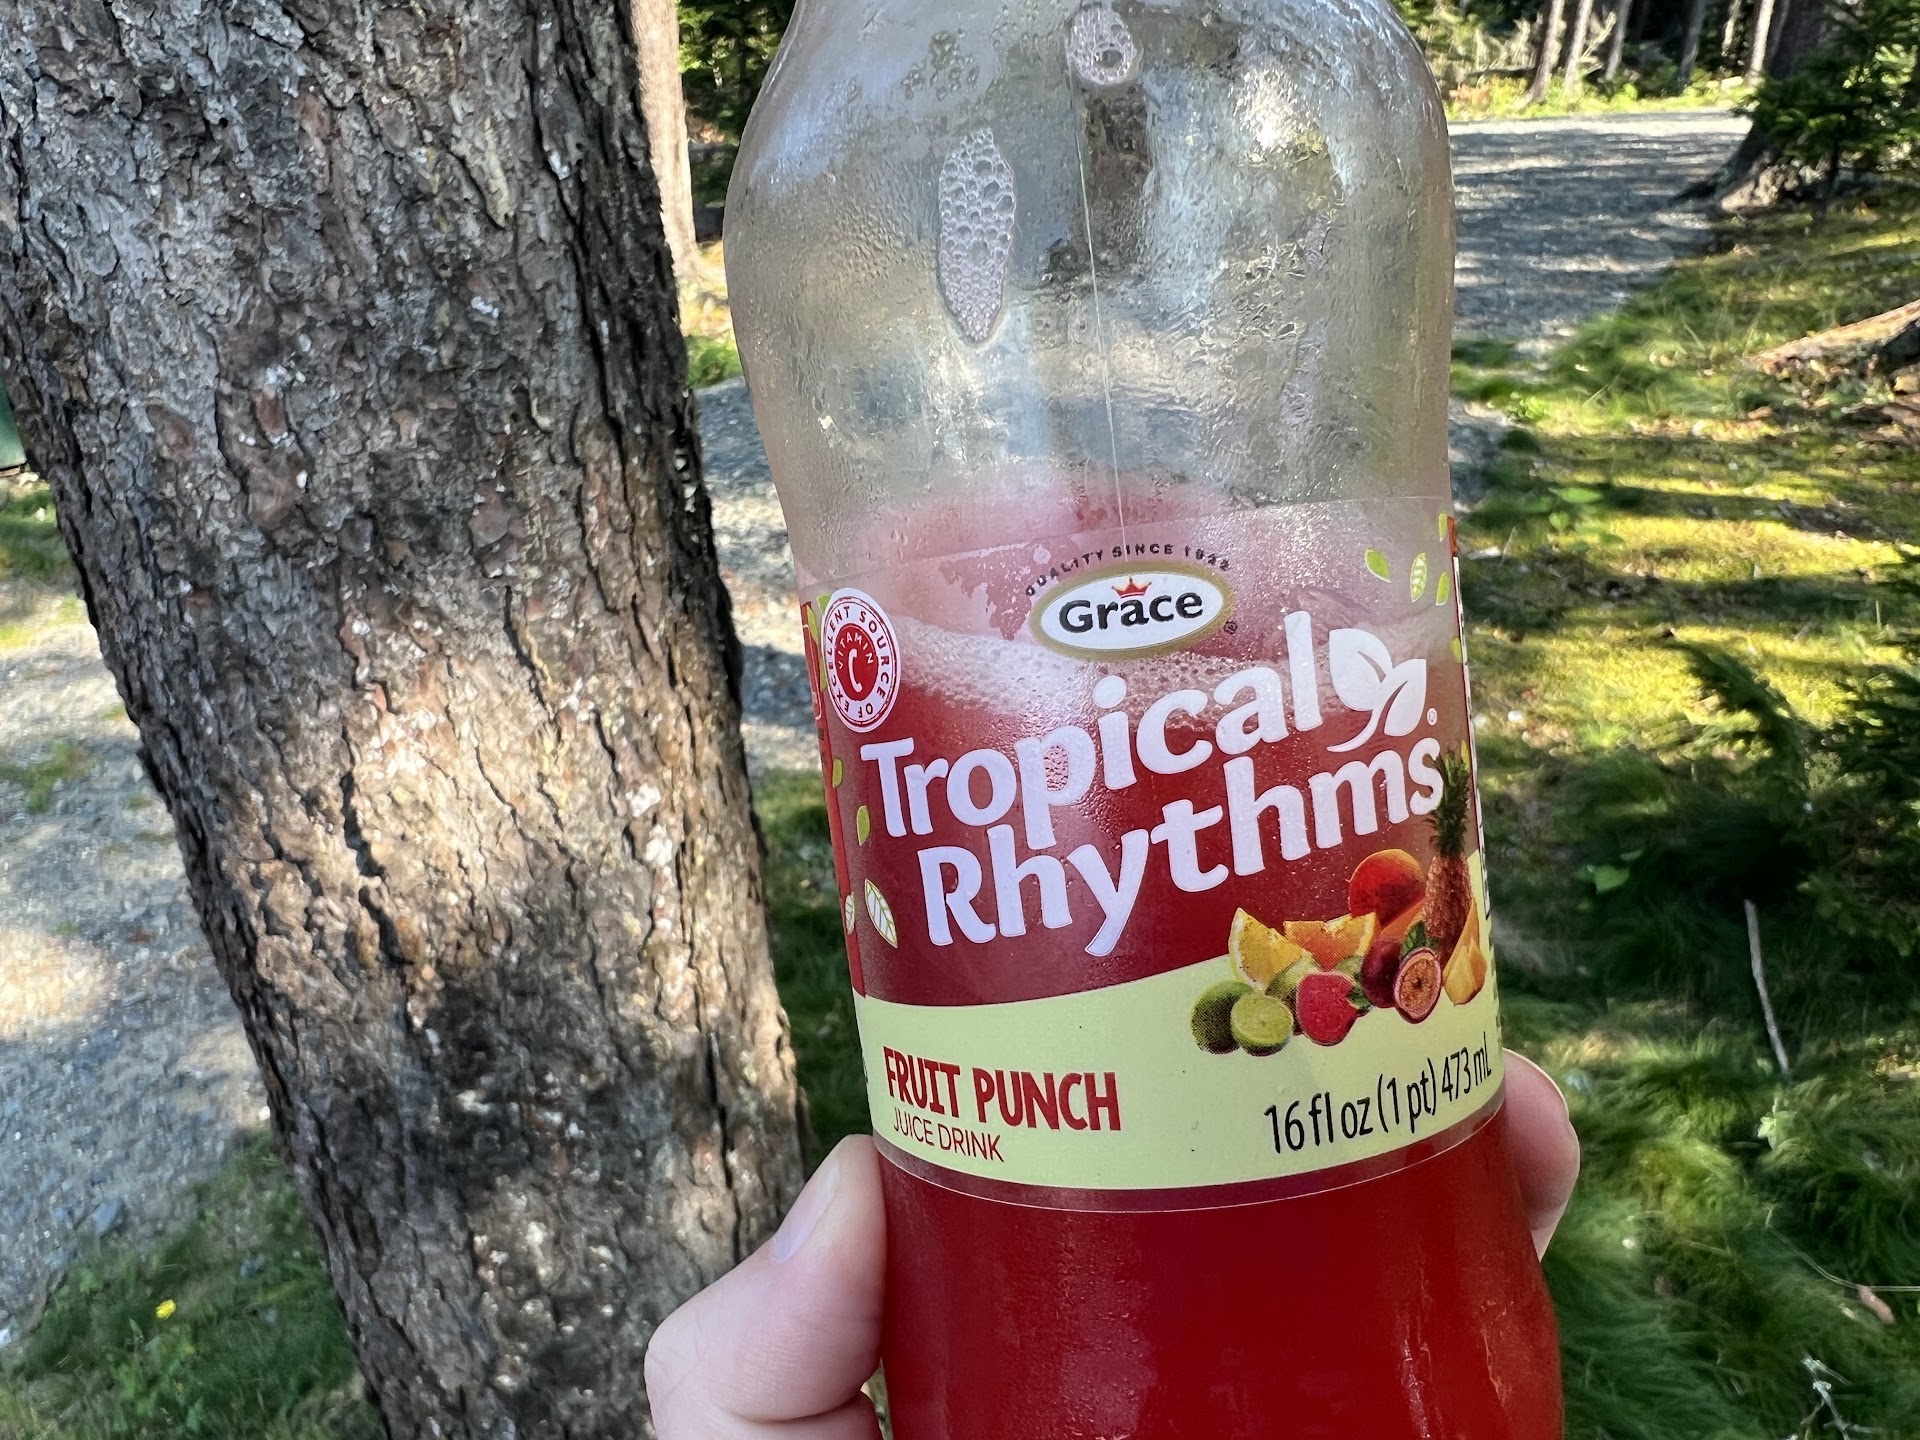 QUALITY SINCE 1922
Grace
EXCELLENT SOURCE OF
VITAMIN
C
Tropical
Rhythms®
FRUIT PUNCH
JUICE DRINK
16 fl oz (1 pt) 473 mL